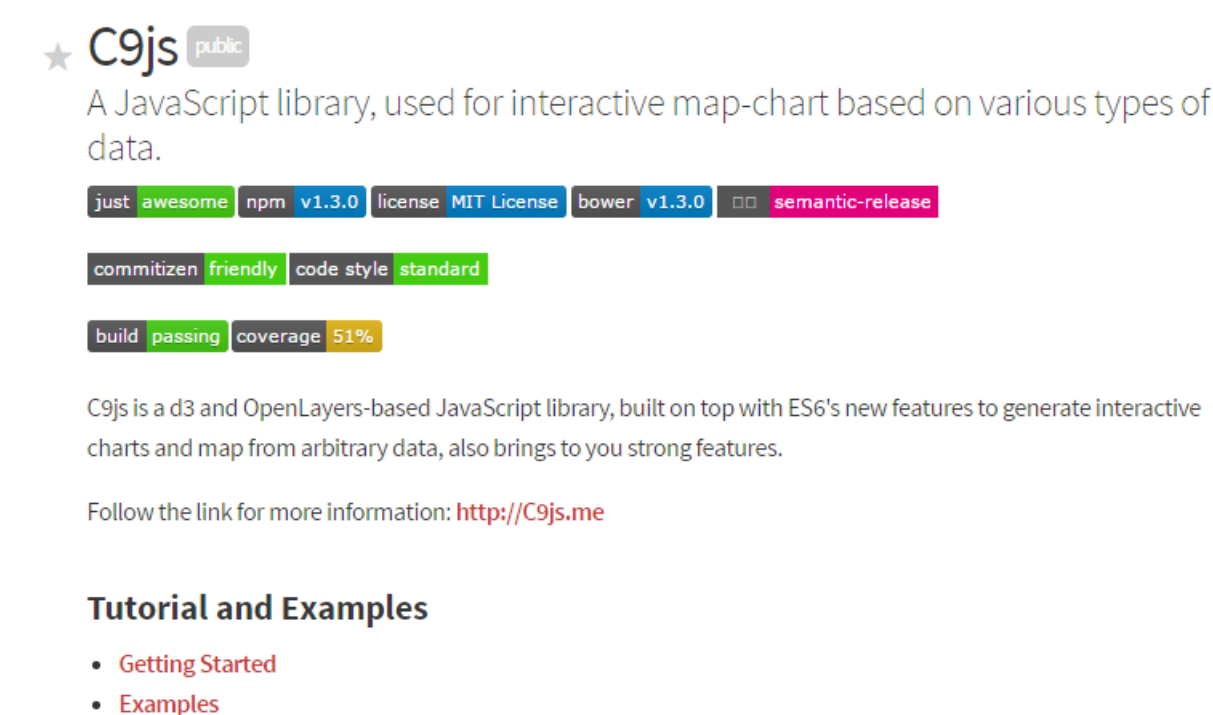 C9js public
A JavaScript library, used for interactive map-chart based on various types of
data.
just awesome npm v1.3.0 license MIT License bower v1.3.0 semantic-release
commitizen friendly code style standard
build passing coverage 51%
C9js is a d3 and OpenLayers-based JavaScript library, built on top with ES6's new features to generate interactive
charts and map from arbitrary data, also brings to you strong features.
Follow the link for more information: http://C9js.me
Tutorial and Examples
• Getting Started
• Examples